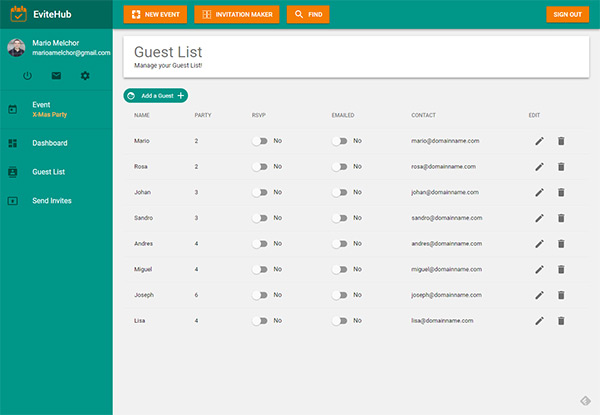 EviteHub
NEW EVENT
INVITATION MAKER
FIND
SIGN OUT
Mario Melchor
marioamelchor@gmail.com
Event
X-Mas Party
Dashboard
Guest List
Send Invites
Guest List
Manage your Guest List!
Add a Guest
NAME PARTY RSVP EMAILED CONTACT EDIT
Mario 2 No No mario@domainname.com
Rosa 2 No No rosa@domainname.com
Johan 3 No No johan@domainname.com
Sandro 3 No No sandro@domainname.com
Andres 4 No No andres@domainname.com
Miguel 4 No No miguel@domainname.com
Joseph 6 No No joseph@domainname.com
Lisa 4 No No lisa@domainname.com